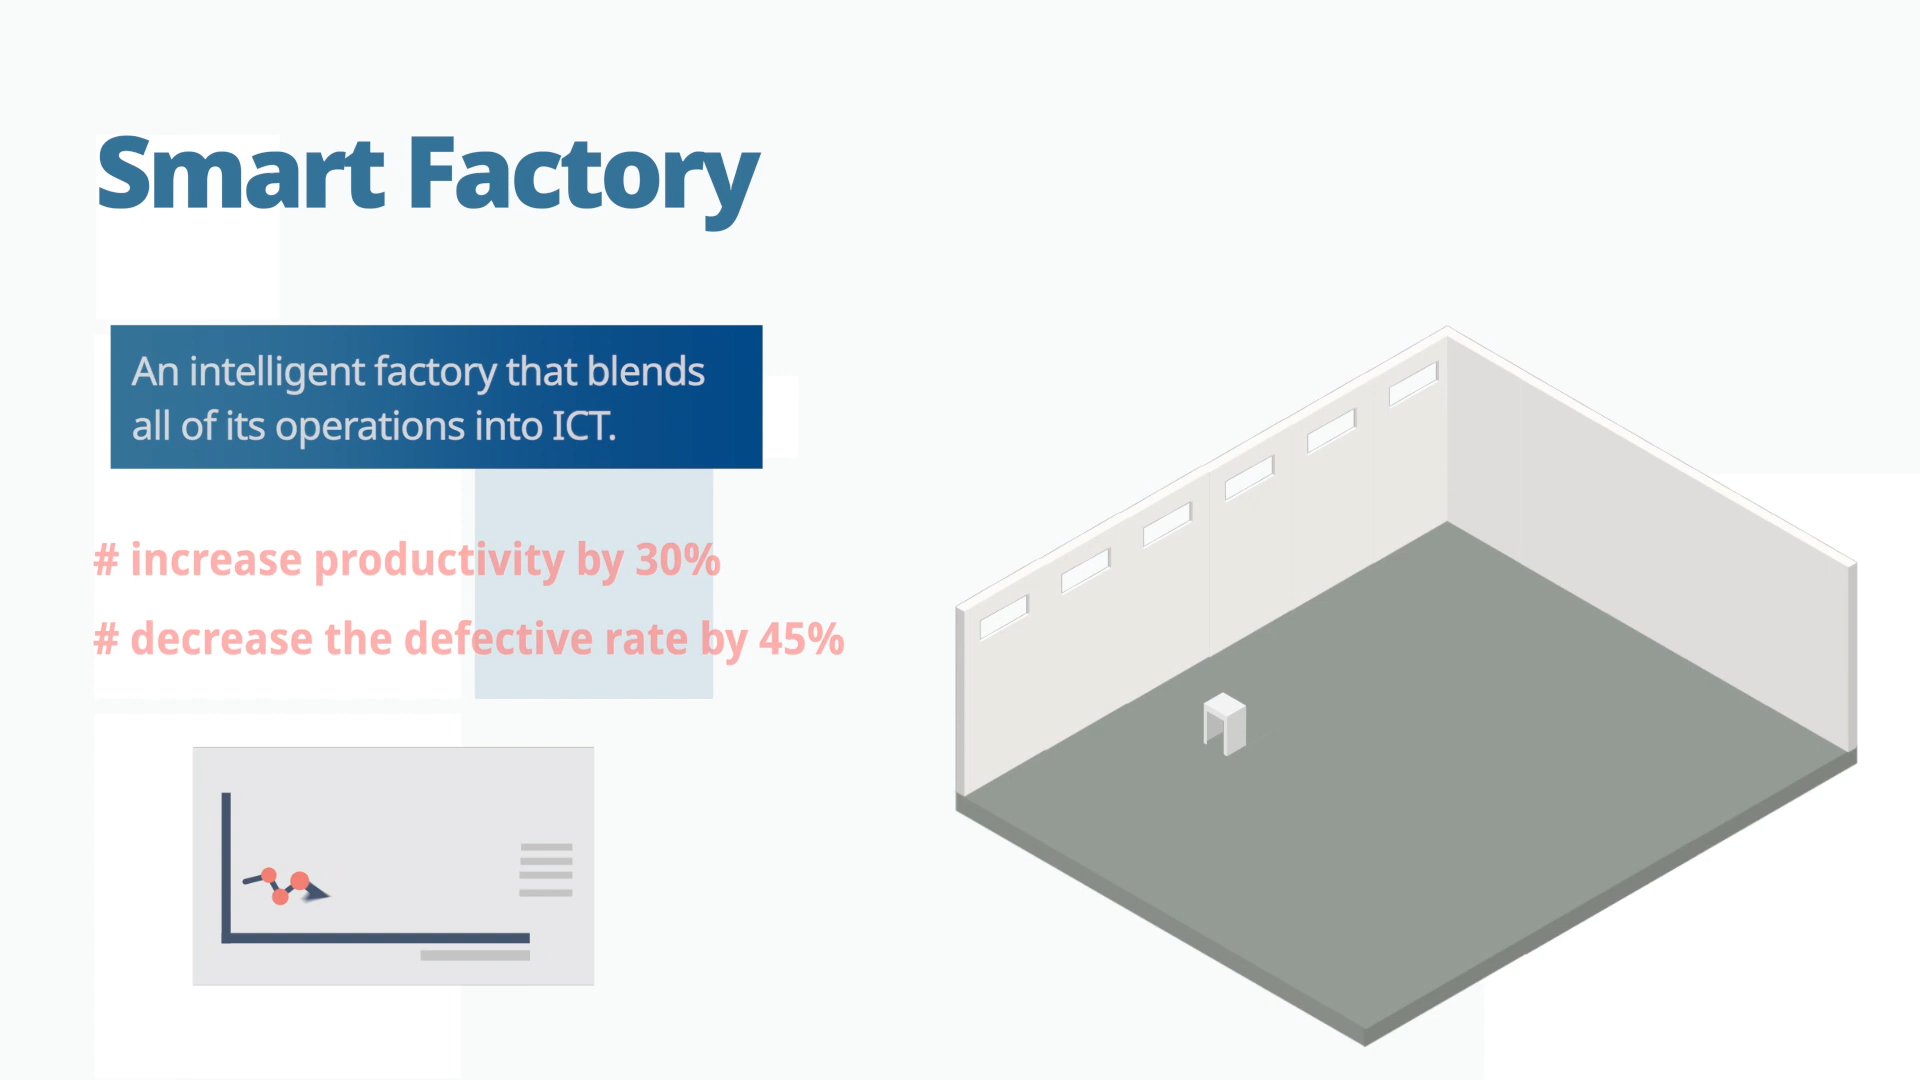 Smart Factory
An intelligent factory that blends
all of its operations into ICT.
# increase productivity by 30%
# decrease the defective rate by 45%